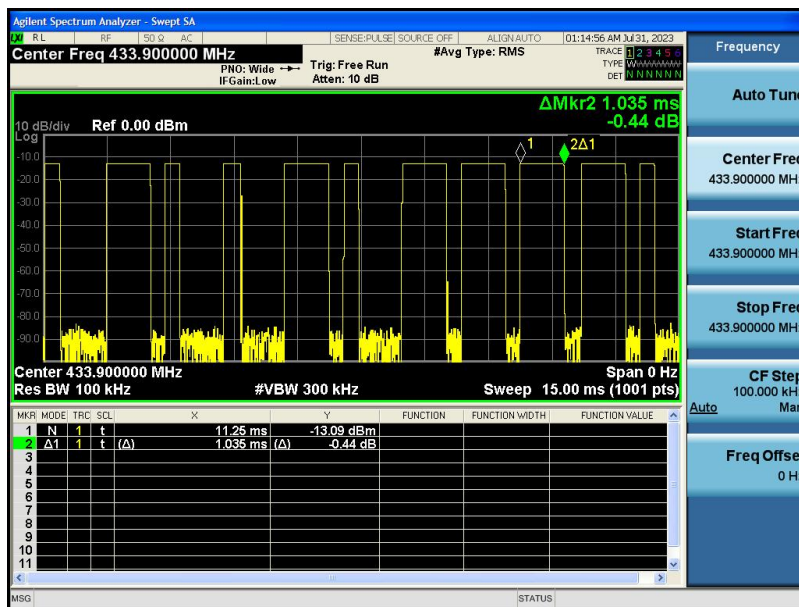 Agilent Spectrum Analyzer - Swept SA
LXI RL RF 50 Ω AC SENSE:PULSE SOURCE OFF ALIGN AUTO 01:14:56 AM Jul 31, 2023
Center Freq 433.900000 MHz #Avg Type: RMS TRACE 1 2 3 4 5 6
PNO: Wide Trig: Free Run TYPE W
IFGain:Low Atten: 10 dB DET N N N N N N
ΔMkr2 1.035 ms
-0.44 dB
10 dB/div Ref 0.00 dBm
Log
1 2Δ1
-10.0
-20.0
-30.0
-40.0
-50.0
-60.0
-70.0
-80.0
-90.0
Center 433.900000 MHz Span 0 Hz
Res BW 100 kHz #VBW 300 kHz Sweep 15.00 ms (1001 pts)
MKR MODE TRC SCL X Y FUNCTION FUNCTION WIDTH FUNCTION VALUE
1 N 1 t 11.25 ms -13.09 dBm
2 Δ1 1 t (Δ) 1.035 ms (Δ) -0.44 dB
3
4
5
6
7
8
9
10
11
MSG STATUS
Frequency
Auto Tune
Center Freq
433.900000 MH
Start Freq
433.900000 MH
Stop Freq
433.900000 MH
CF Step
100.000 kH
Auto Man
Freq Offse
0 H